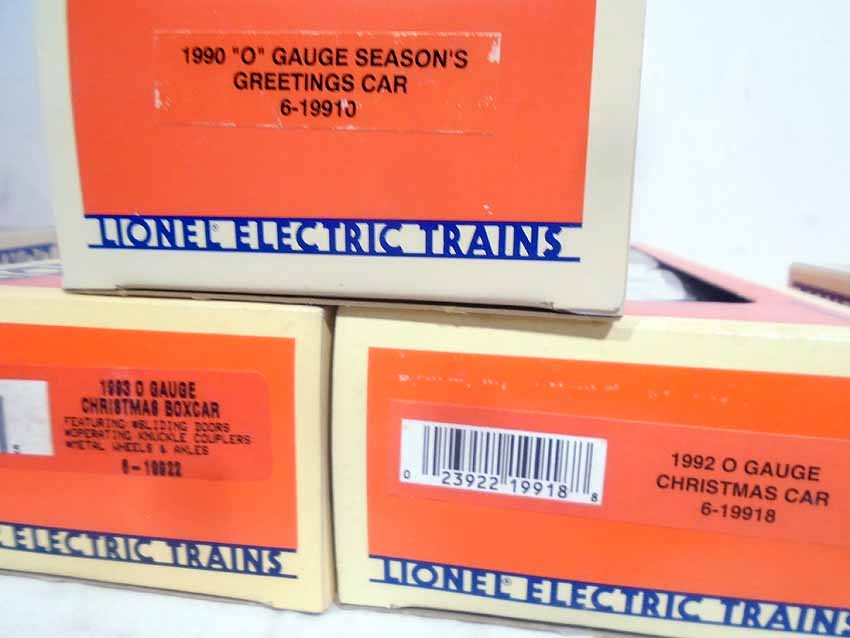 1990 "O" GAUGE SEASON'S
GREETINGS CAR
6-19910
LIONEL® ELECTRIC TRAINS
1993 O GAUGE
CHRISTMAS BOXCAR
FEATURING *SLIDING DOORS
*OPERATING KNUCKLE COUPLERS
*METAL WHEELS & AXLES
6-19922
ELECTRIC TRAINS
0 23922 19918 8
1992 O GAUGE
CHRISTMAS CAR
6-19918
LIONEL® ELECTRIC TRAINS